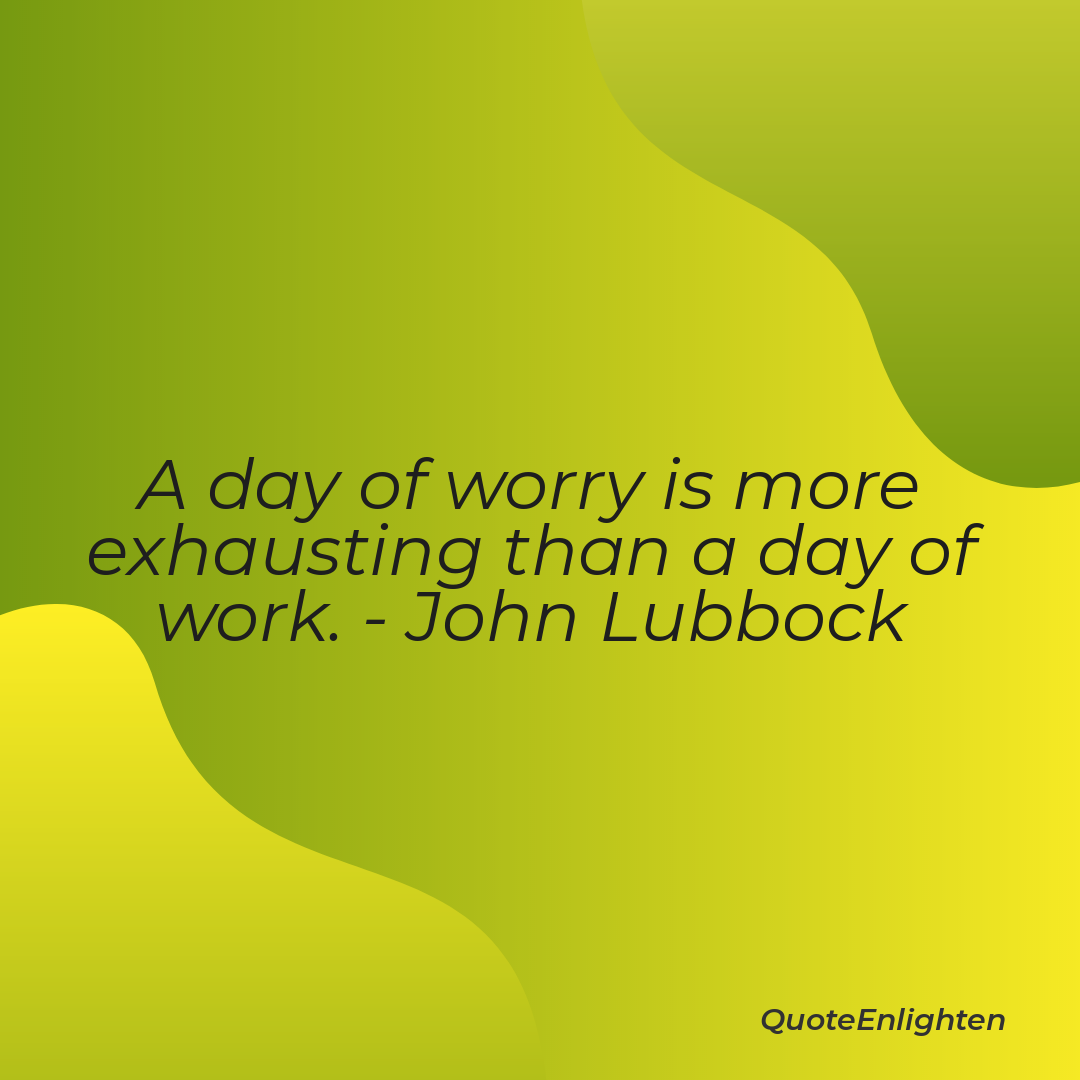 A day of worry is more
exhausting than a day of
work. - John Lubbock
QuoteEnlighten